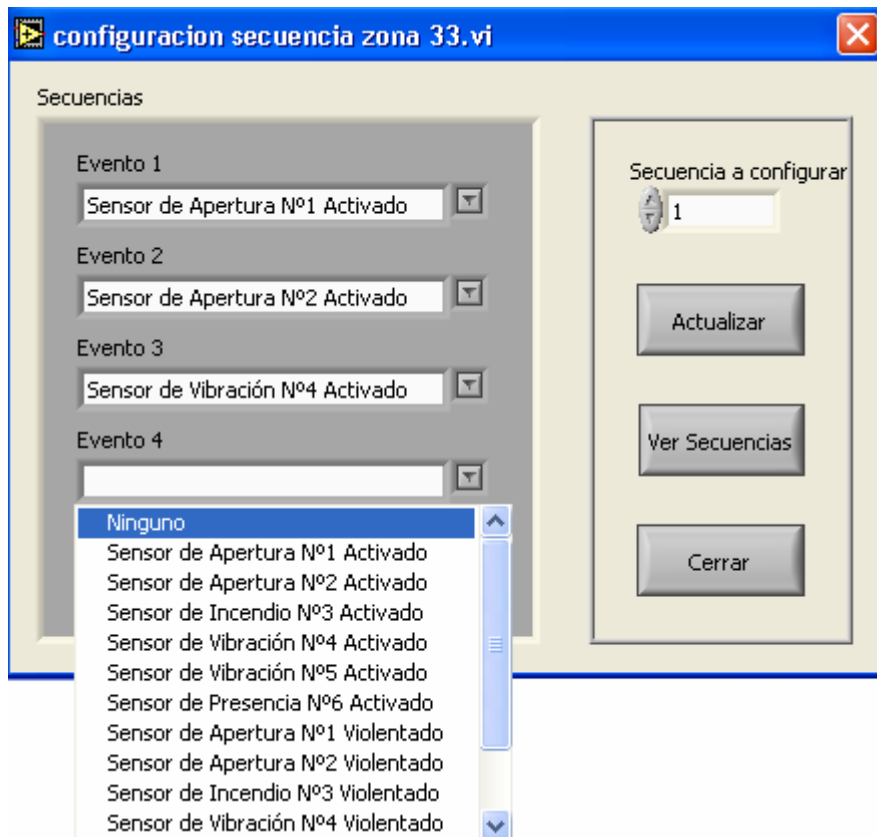 configuracion secuencia zona 33.vi
Secuencias
Evento 1
Sensor de Apertura Nº1 Activado
Evento 2
Sensor de Apertura Nº2 Activado
Evento 3
Sensor de Vibración Nº4 Activado
Evento 4
Ninguno
Sensor de Apertura Nº1 Activado
Sensor de Apertura Nº2 Activado
Sensor de Incendio Nº3 Activado
Sensor de Vibración Nº4 Activado
Sensor de Vibración Nº5 Activado
Sensor de Presencia Nº6 Activado
Sensor de Apertura Nº1 Violentado
Sensor de Apertura Nº2 Violentado
Sensor de Incendio Nº3 Violentado
Sensor de Vibración Nº4 Violentado
Secuencia a configurar
1
Actualizar
Ver Secuencias
Cerrar